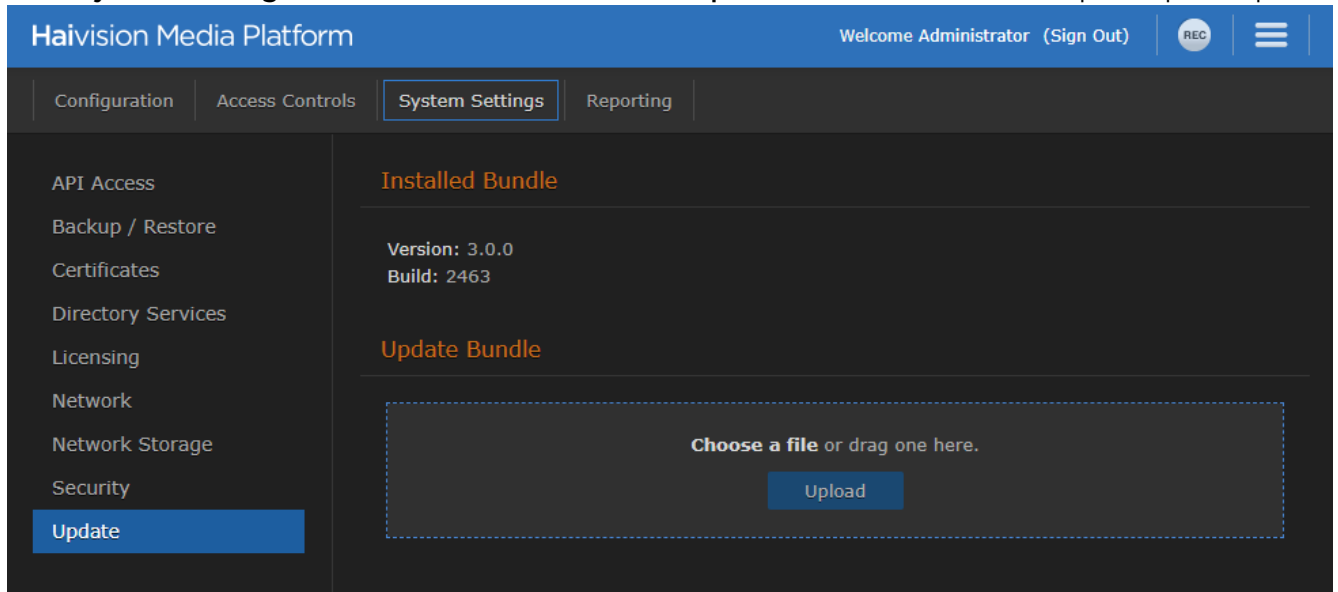 Haivision Media Platform
Welcome Administrator (Sign Out)
REC
Configuration
Access Controls
System Settings
Reporting
API Access
Backup / Restore
Certificates
Directory Services
Licensing
Network
Network Storage
Security
Update
Installed Bundle
Version: 3.0.0
Build: 2463
Update Bundle
Choose a file or drag one here.
Upload